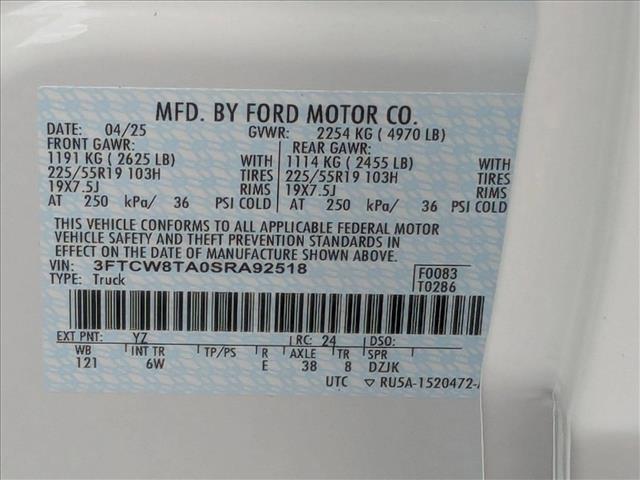 MFD. BY FORD MOTOR CO.
DATE: 04/25 GVWR: 2254 KG ( 4970 LB)
FRONT GAWR: REAR GAWR:
1191 KG ( 2625 LB) WITH 1114 KG ( 2455 LB) WITH
225/55R19 103H TIRES 225/55R19 103H TIRES
19X7.5J RIMS 19X7.5J RIMS
AT 250 kPa/ 36 PSI COLD AT 250 kPa/ 36 PSI COLD
THIS VEHICLE CONFORMS TO ALL APPLICABLE FEDERAL MOTOR
VEHICLE SAFETY AND THEFT PREVENTION STANDARDS IN
EFFECT ON THE DATE OF MANUFACTURE SHOWN ABOVE.
VIN: 3FTCW8TA0SRA92518 F0083
TYPE: Truck T0286
EXT PNT: YZ RC: 24 DSO:
WB INT TR TP/PS R AXLE TR SPR
121 6W E 38 8 DZJK
UTC ▽ RU5A-1520472-